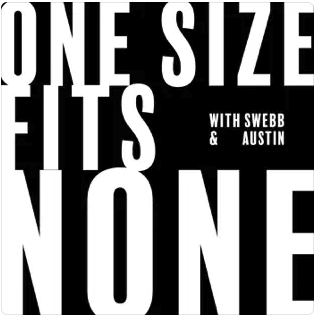 ONE SIZE
FITS
WITH SWEBB
& AUSTIN
NONE